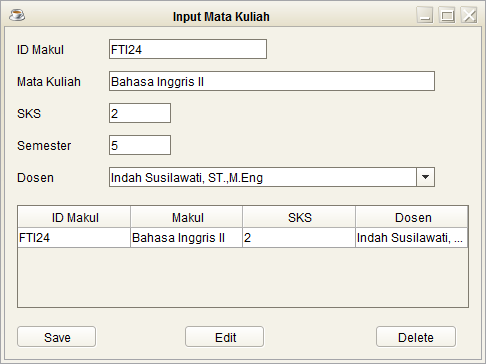 Input Mata Kuliah
ID Makul FTI24
Mata Kuliah Bahasa Inggris II
SKS 2
Semester 5
Dosen Indah Susilawati, ST.,M.Eng
ID Makul Makul SKS Dosen
FTI24 Bahasa Inggris II 2 Indah Susilawati, ...
Save Edit Delete